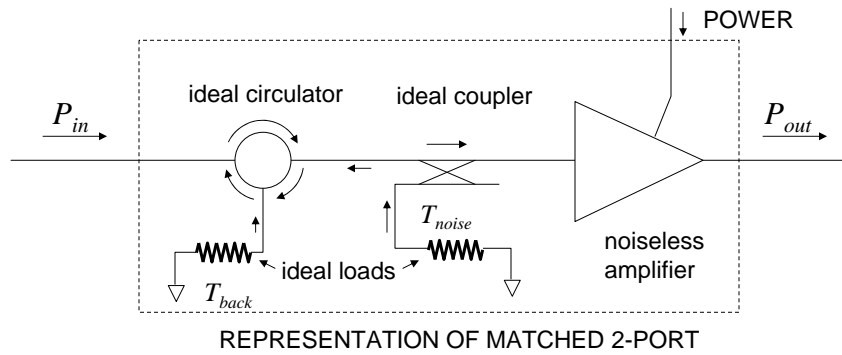 POWER
ideal circulator
ideal coupler
P_in
P_out
T_noise
noiseless
amplifier
ideal loads
T_back
REPRESENTATION OF MATCHED 2-PORT